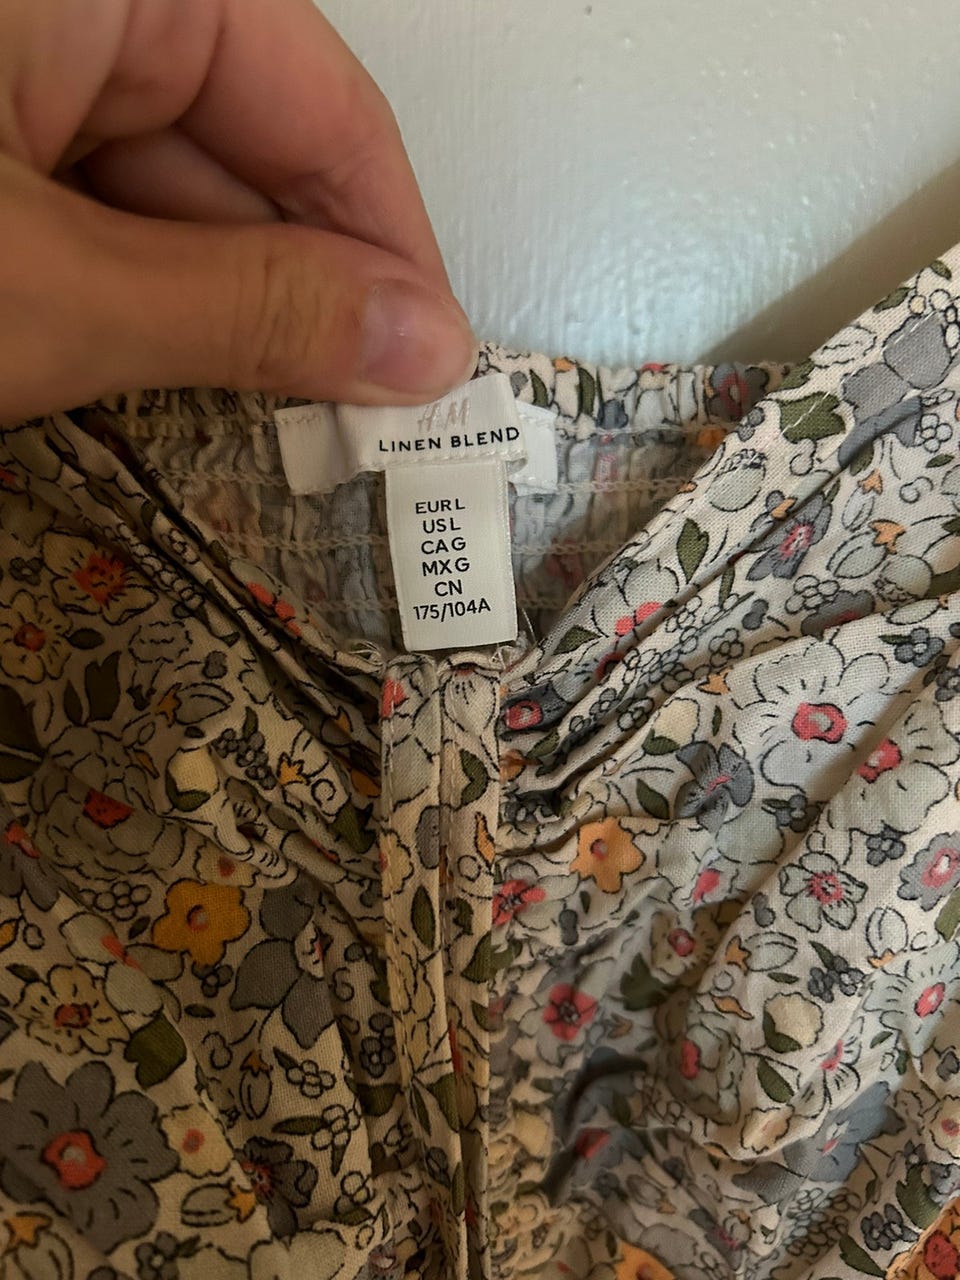 H&M
LINEN BLEND
EUR L
US L
CA G
MX G
CN
175/104A